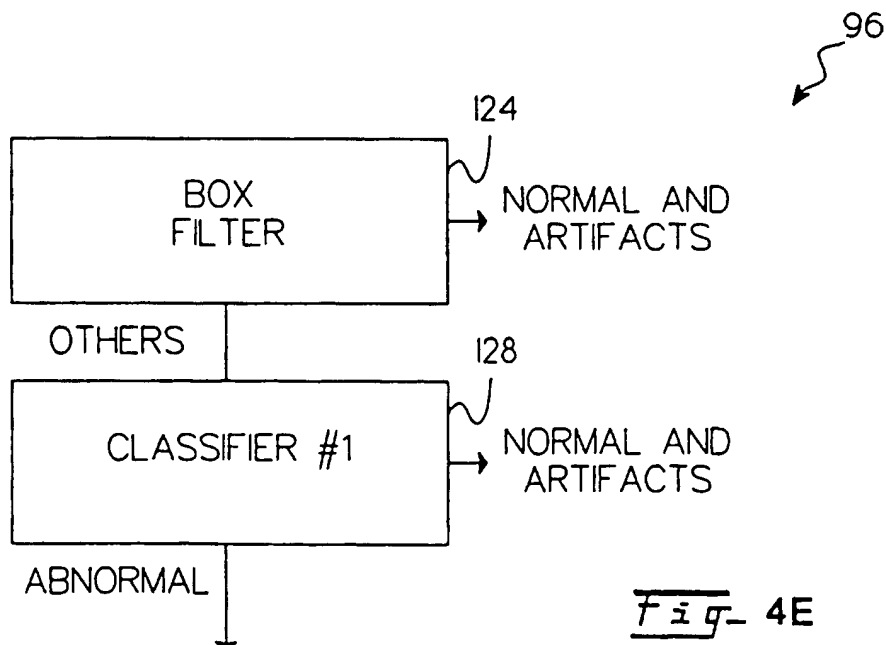 96
124
BOX
FILTER
NORMAL AND
ARTIFACTS
OTHERS
128
CLASSIFIER #1
NORMAL AND
ARTIFACTS
ABNORMAL
Fig- 4E